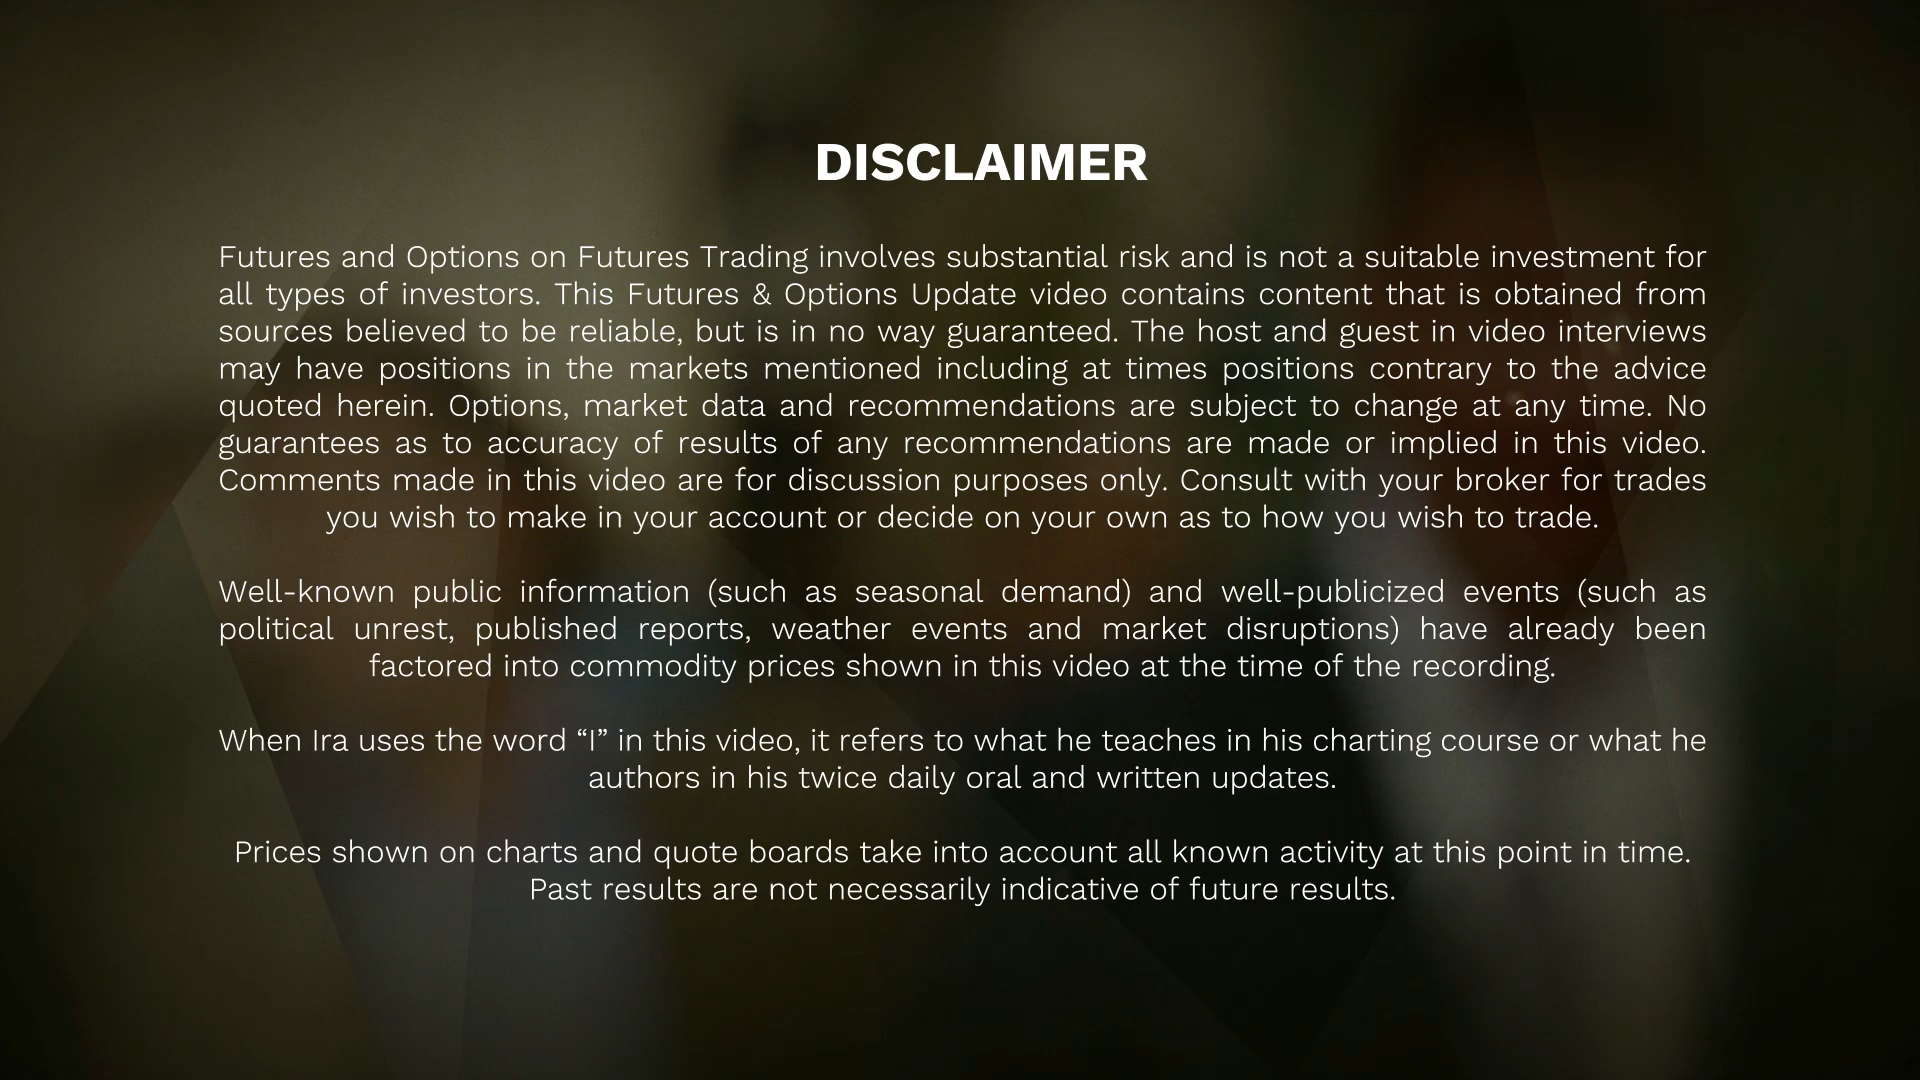 DISCLAIMER
Futures and Options on Futures Trading involves substantial risk and is not a suitable investment for
all types of investors. This Futures & Options Update video contains content that is obtained from
sources believed to be reliable, but is in no way guaranteed. The host and guest in video interviews
may have positions in the markets mentioned including at times positions contrary to the advice
quoted herein. Options, market data and recommendations are subject to change at any time. No
guarantees as to accuracy of results of any recommendations are made or implied in this video.
Comments made in this video are for discussion purposes only. Consult with your broker for trades
you wish to make in your account or decide on your own as to how you wish to trade.
Well-known public information (such as seasonal demand) and well-publicized events (such as
political unrest, published reports, weather events and market disruptions) have already been
factored into commodity prices shown in this video at the time of the recording.
When Ira uses the word “I” in this video, it refers to what he teaches in his charting course or what he
authors in his twice daily oral and written updates.
Prices shown on charts and quote boards take into account all known activity at this point in time.
Past results are not necessarily indicative of future results.